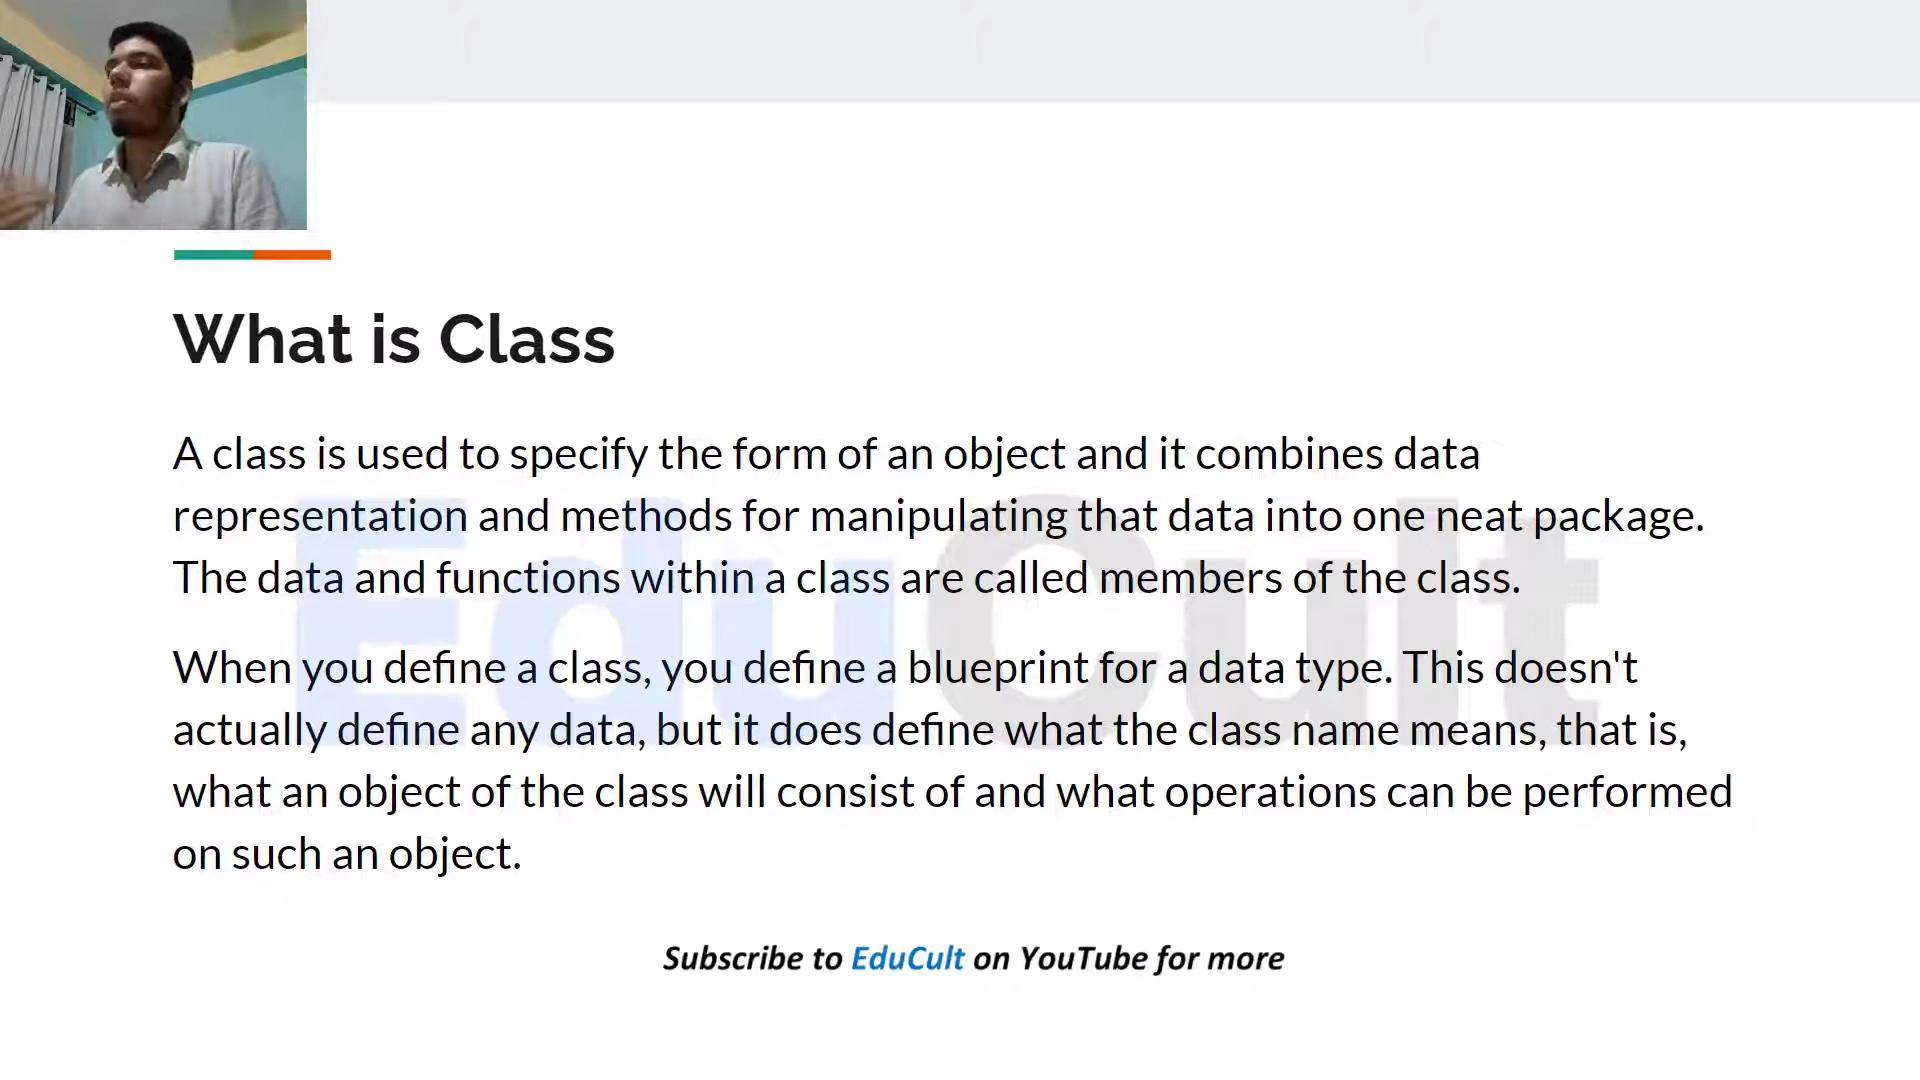 What is Class
A class is used to specify the form of an object and it combines data
representation and methods for manipulating that data into one neat package.
The data and functions within a class are called members of the class.
When you define a class, you define a blueprint for a data type. This doesn't
actually define any data, but it does define what the class name means, that is,
what an object of the class will consist of and what operations can be performed
on such an object.
EduCult
Subscribe to EduCult on YouTube for more